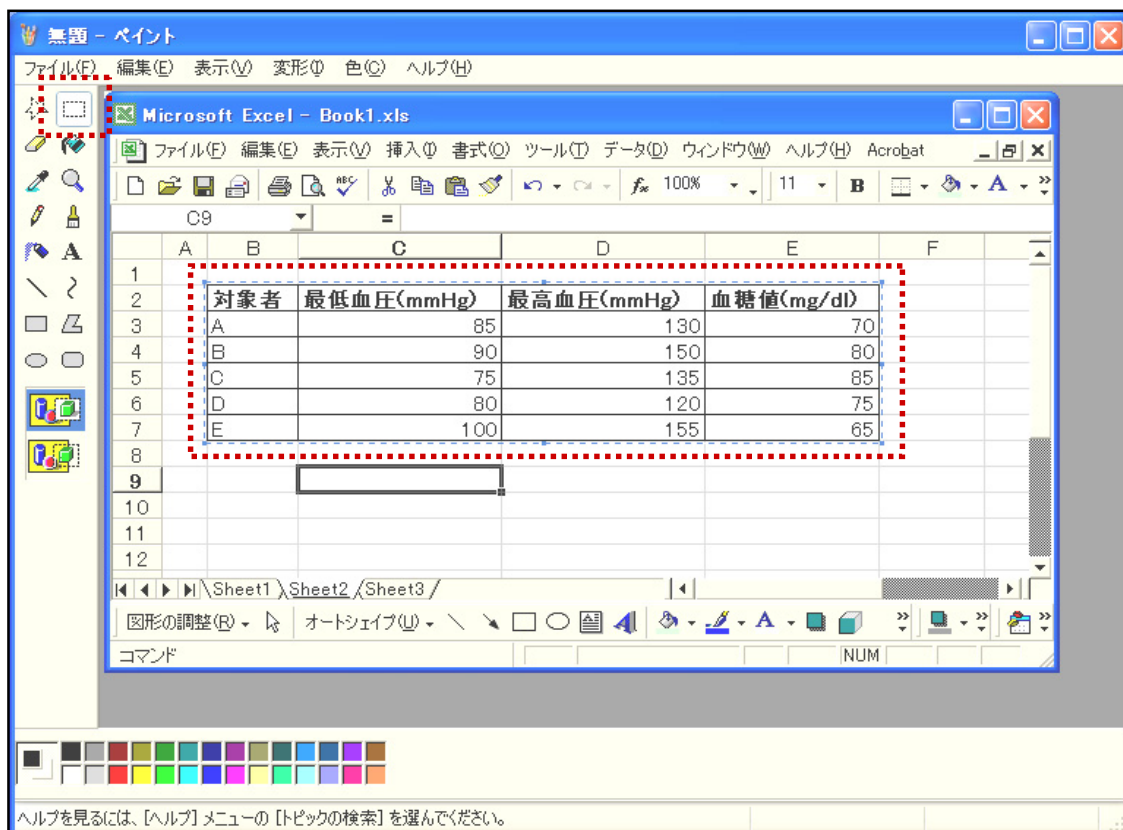 無題 - ペイント
ファイル(F) 編集(E) 表示(V) 変形(I) 色(C) ヘルプ(H)
Microsoft Excel - Book1.xls
ファイル(F) 編集(E) 表示(V) 挿入(I) 書式(O) ツール(T) データ(D) ウィンドウ(W) ヘルプ(H) Acrobat
ABC fx 100% 11 B A
C9 =
A B C D E F
1
2 対象者 最低血圧(mmHg) 最高血圧(mmHg) 血糖値(mg/dl)
3 A 85 130 70
4 B 90 150 80
5 C 75 135 85
6 D 80 120 75
7 E 100 155 65
8
9
10
11
12
Sheet1 Sheet2 Sheet3
図形の調整(R) オートシェイプ(U) A
コマンド NUM
ヘルプを見るには、[ヘルプ] メニューの [トピックの検索] を選んでください。